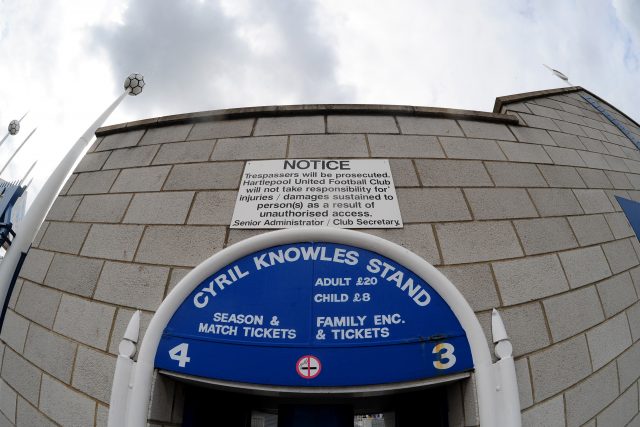 NOTICE
Trespassers will be
prosecuted.
Hartlepool United Football Club
will not take responsibility for
injuries / damages sustained to
person(s) as a result of
unauthorised access.
Senior Administrator / Club Secretary.
CYRIL KNOWLES STAND
ADULT £20
CHILD £8
SEASON &
MATCH TICKETS
FAMILY ENC.
& TICKETS
4
3